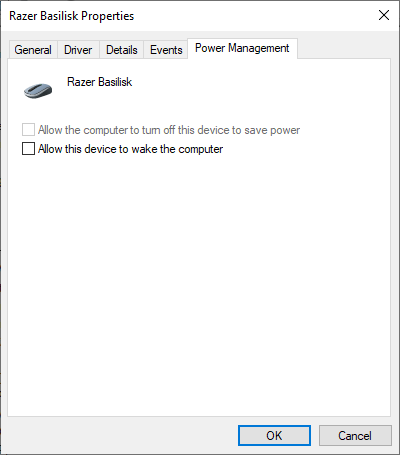 Razer Basilisk Properties
General
Driver
Details
Events
Power Management
Razer Basilisk
Allow the computer to turn off this device to save power
Allow this device to wake the computer
OK
Cancel